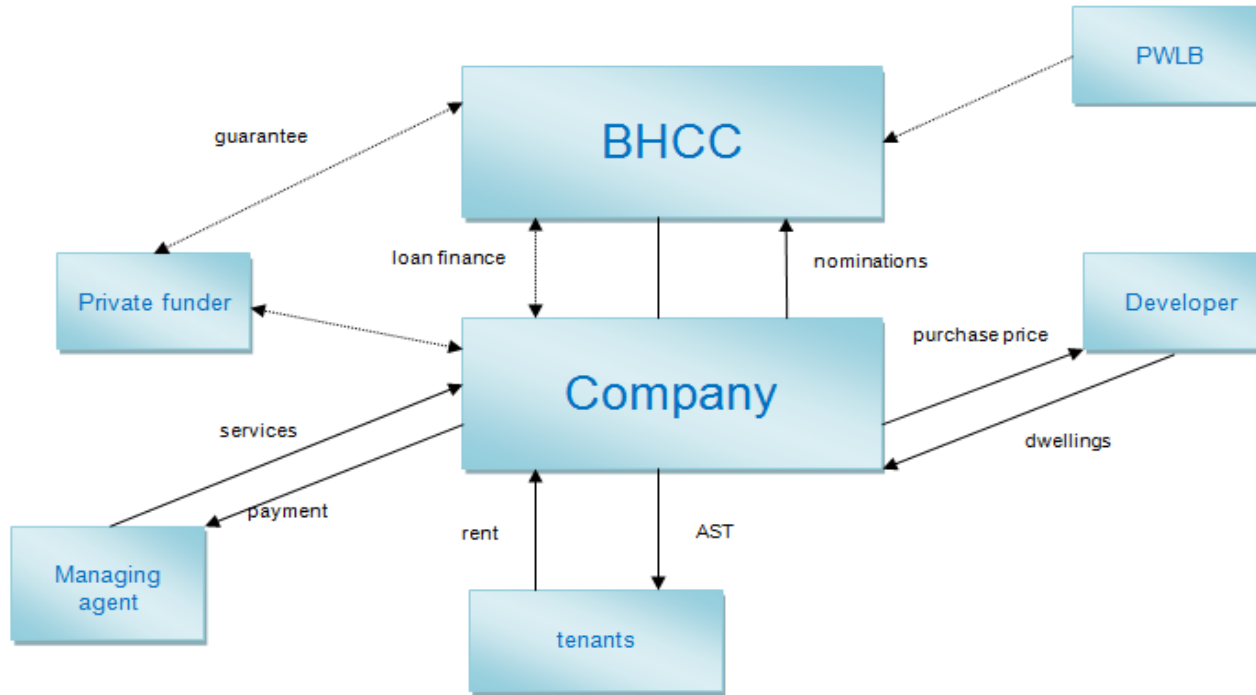 PWLB
BHCC
guarantee
loan finance
nominations
Private funder
Developer
purchase price
Company
services
dwellings
payment
rent
AST
Managing
agent
tenants